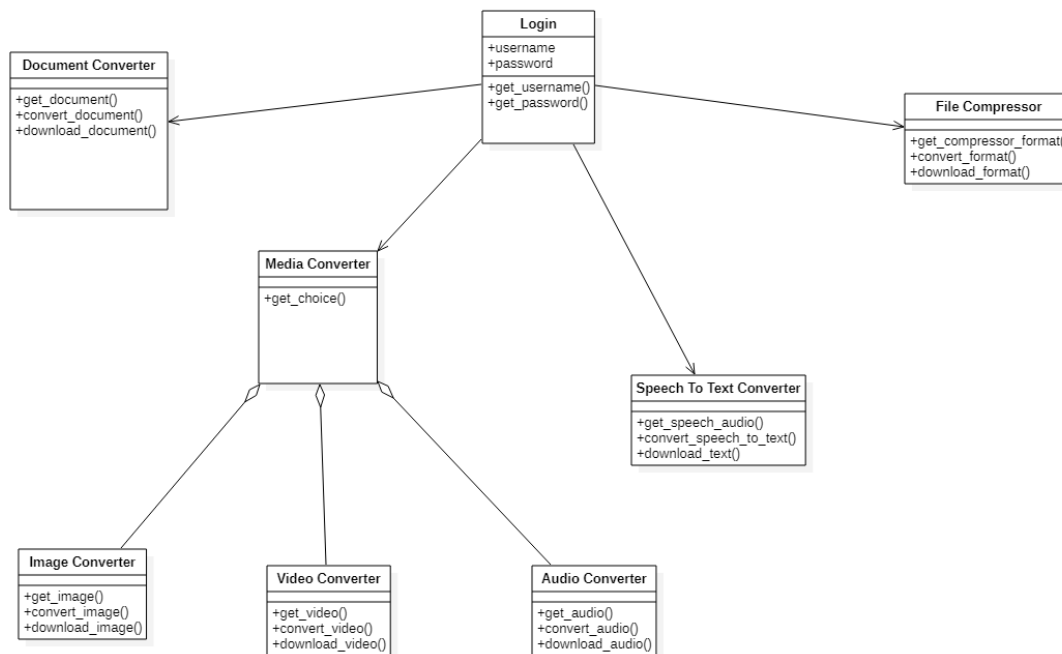 Login
+username
+password
+get_username()
+get_password()
Document Converter
+get_document()
+convert_document()
+download_document()
File Compressor
+get_compressor_format(
+convert_format()
+download_format()
Media Converter
+get_choice()
Speech To Text Converter
+get_speech_audio()
+convert_speech_to_text()
+download_text()
Image Converter
+get_image()
+convert_image()
+download_image()
Video Converter
+get_video()
+convert_video()
+download_video()
Audio Converter
+get_audio()
+convert_audio()
+download_audio()